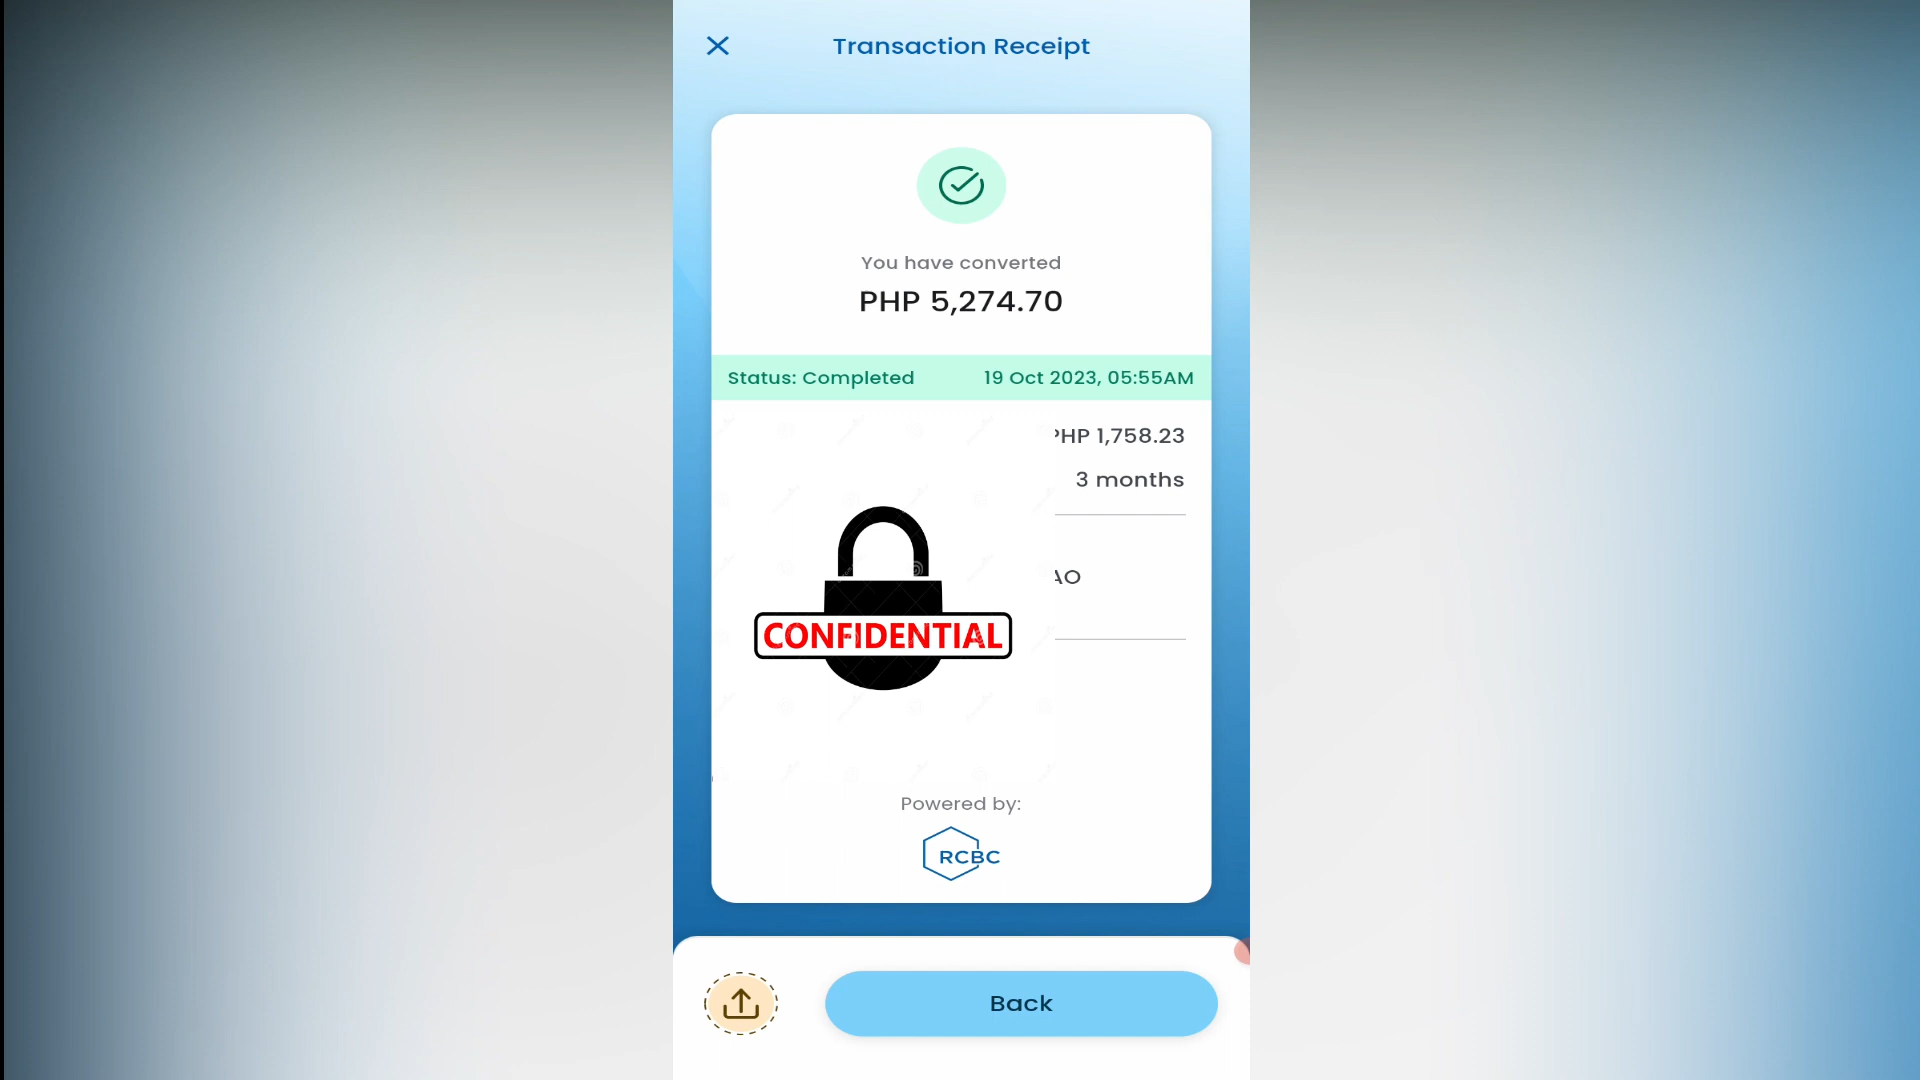 Transaction Receipt
You have converted
PHP 5,274.70
Status: Completed 19 Oct 2023, 05:55AM
PHP 1,758.23
3 months
AO
CONFIDENTIAL
Powered by:
RCBC
Back